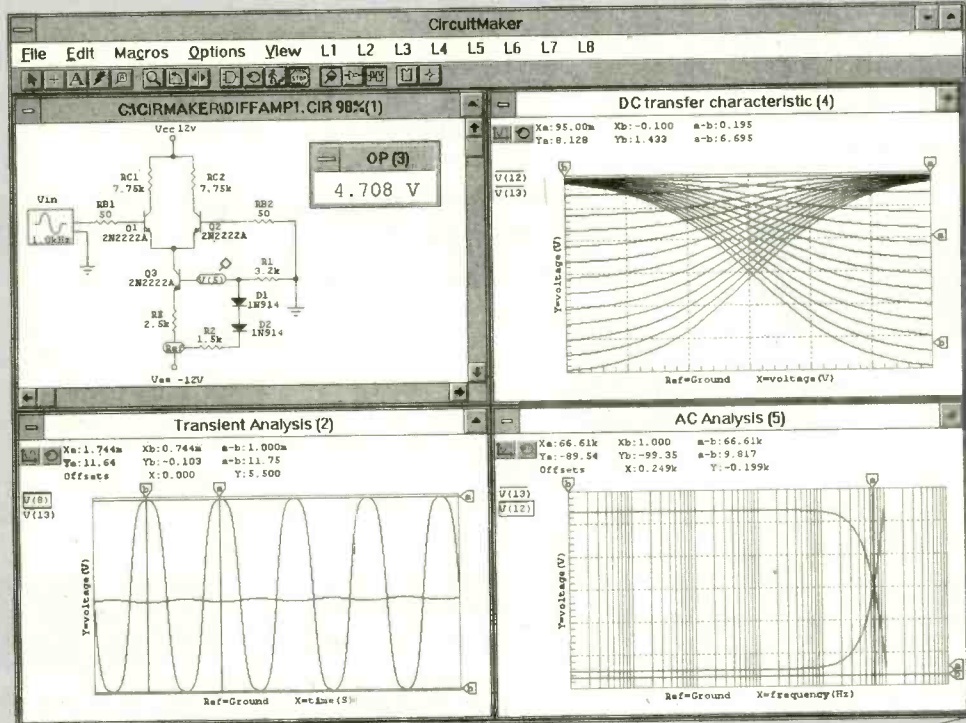 CircuitMaker
File Edit Macros Options View L1 L2 L3 L4 L5 L6 L7 L8
C:\CIRMAKER\DIFFAMP1.CIR 98%(1)
Vcc 12v
RC1
7.75k
RC2
7.75k
OP (3)
4.708 V
Vin
1.0kHz
RB1
50
Q1
2N2222A
Q2
2N2222A
RB2
50
Q3
2N2222A
V(5)
R1
3.2k
D1
1N914
D2
1N914
RE
2.5k
R2
1.5k
Ref
Vee -12V
DC transfer characteristic (4)
Xa:95.00m Xb:-0.100 a-b:0.195
Ya:8.128 Yb:1.433 a-b:6.695
V(12)
V(13)
b
a
a
b
Y=voltage(V)
Ref=Ground X=voltage(V)
Transient Analysis (2)
Xa:1.744m Xb:0.744m a-b:1.000m
Ya:11.64 Yb:-0.103 a-b:11.75
Offsets X:0.000 Y:5.500
V(8)
V(13)
b
a
a
b
Y=voltage(V)
Ref=Ground X=time(S)
AC Analysis (5)
Xa:66.61k Xb:1.000 a-b:66.61k
Ya:-89.54 Yb:-99.35 a-b:9.817
Offsets X:0.249k Y:-0.199k
V(13)
V(12)
b
a
a
b
Y=voltage(V)
Ref=Ground X=frequency(Hz)